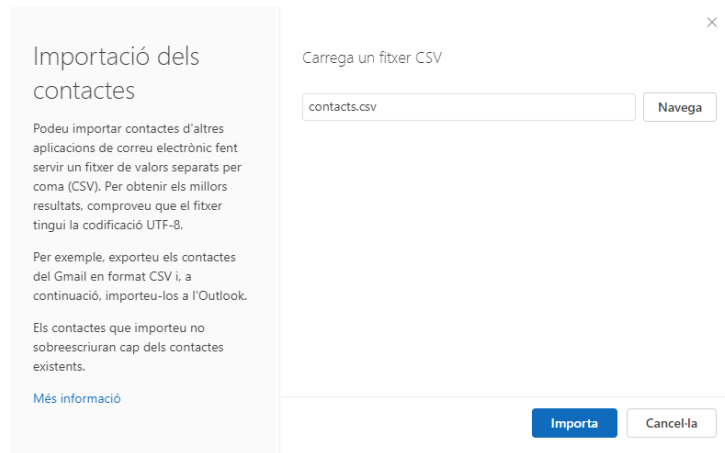 Importació dels
contactes
Podeu importar contactes d'altres
aplicacions de correu electrònic fent
servir un fitxer de valors separats per
coma (CSV). Per obtenir els millors
resultats, comproveu que el fitxer
tingui la codificació UTF-8.
Per exemple, exporteu els contactes
del Gmail en format CSV i, a
continuació, importeu-los a l'Outlook.
Els contactes que importeu no
sobreescriuran cap dels contactes
existents.
Més informació
Carrega un fitxer CSV
contacts.csv
Navega
Importa
Cancel·la